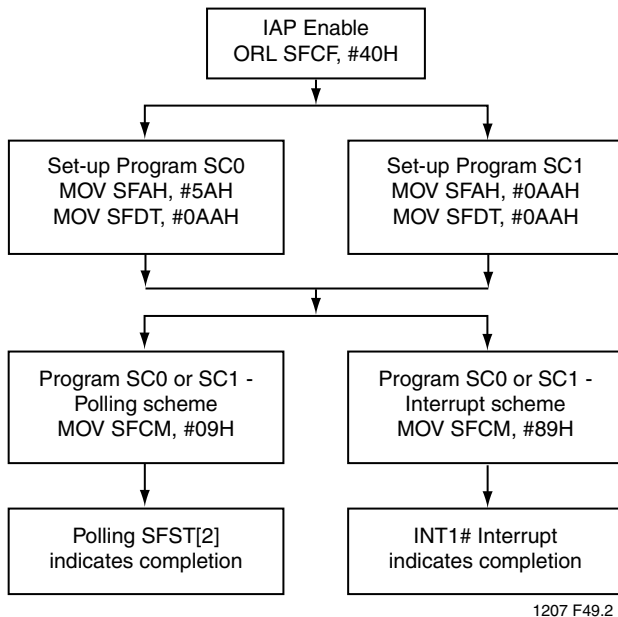 IAP Enable
ORL SFCF, #40H
Set-up Program SC0
MOV SFAH, #5AH
MOV SFDT, #0AAH
Set-up Program SC1
MOV SFAH, #0AAH
MOV SFDT, #0AAH
Program SC0 or SC1 -
Polling scheme
MOV SFCM, #09H
Program SC0 or SC1 -
Interrupt scheme
MOV SFCM, #89H
Polling SFST[2]
indicates completion
INT1# Interrupt
indicates completion
1207 F49.2